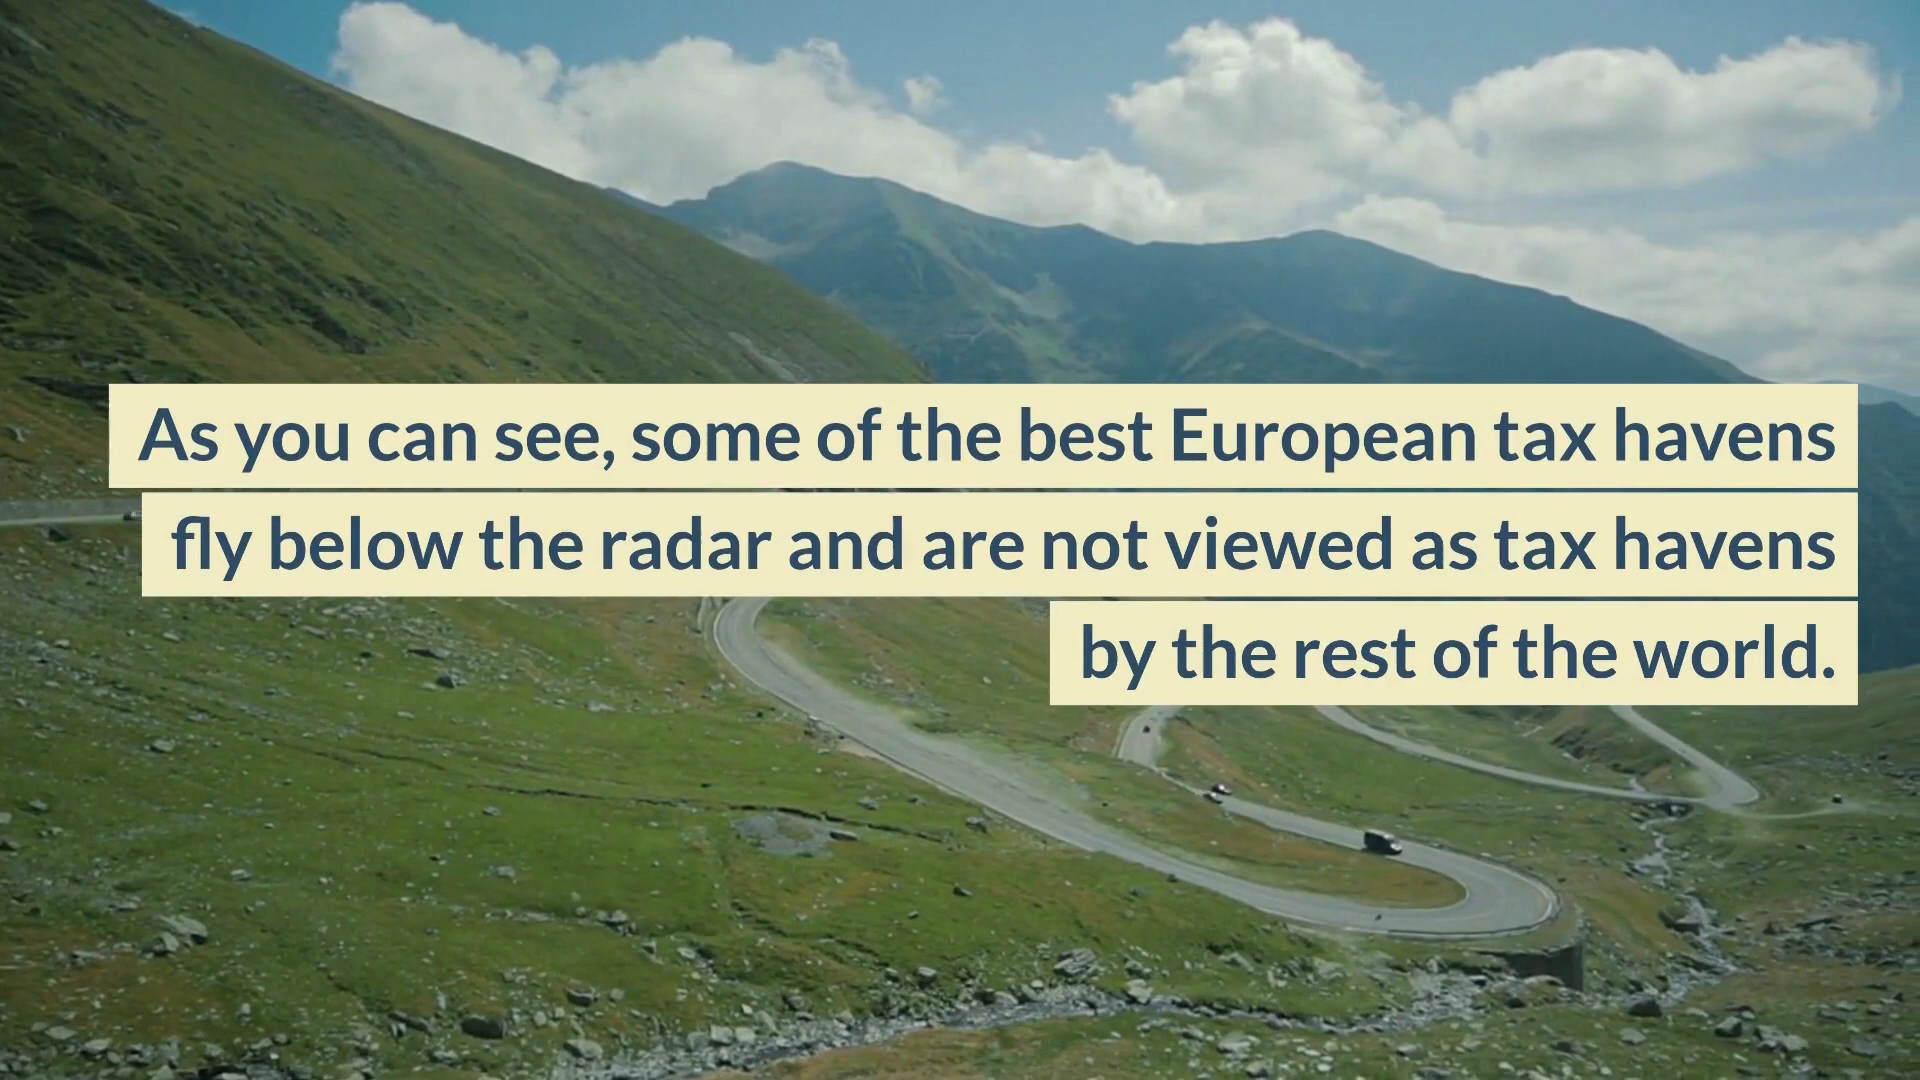 As you can see, some of the best European tax havens
fly below the radar and are not viewed as tax havens
by the rest of the world.